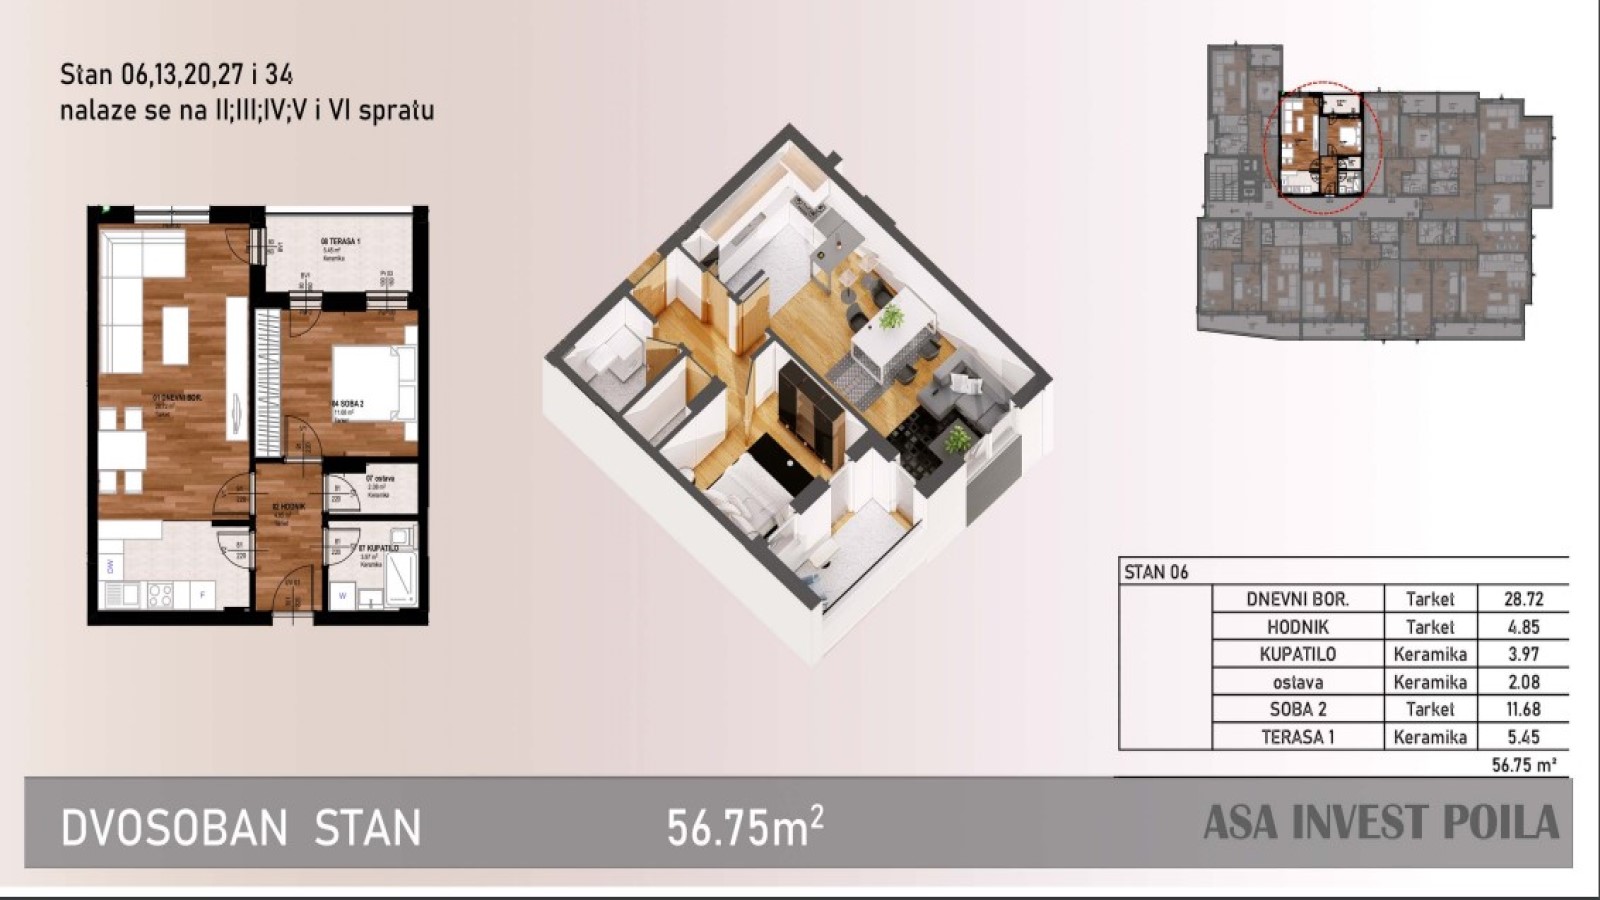 Stan 06,13,20,27 i 34
nalaze se na II;III;IV;V i VI spratu
08 TERASA 1
5.45 m²
Keramika
01 DNEVNI BOR.
28.72 m²
Tarket
04 SOBA 2
11.68 m²
Tarket
07 ostava
2.08 m²
Keramika
02 HODNIK
4.85 m²
Tarket
07 KUPATILO
3.97 m²
Keramika
DW
F
W
STAN 06
DNEVNI BOR. Tarket 28.72
HODNIK Tarket 4.85
KUPATILO Keramika 3.97
ostava Keramika 2.08
SOBA 2 Tarket 11.68
TERASA 1 Keramika 5.45
56.75 m²
DVOSOBAN STAN 56.75m² ASA INVEST POILA